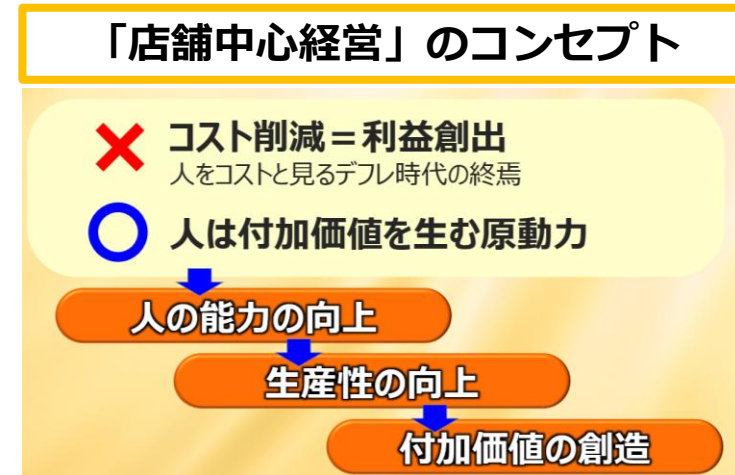 「店舗中心経営」のコンセプト
コスト削減＝利益創出
人をコストと見るデフレ時代の終焉
人は付加価値を生む原動力
人の能力の向上
生産性の向上
付加価値の創造